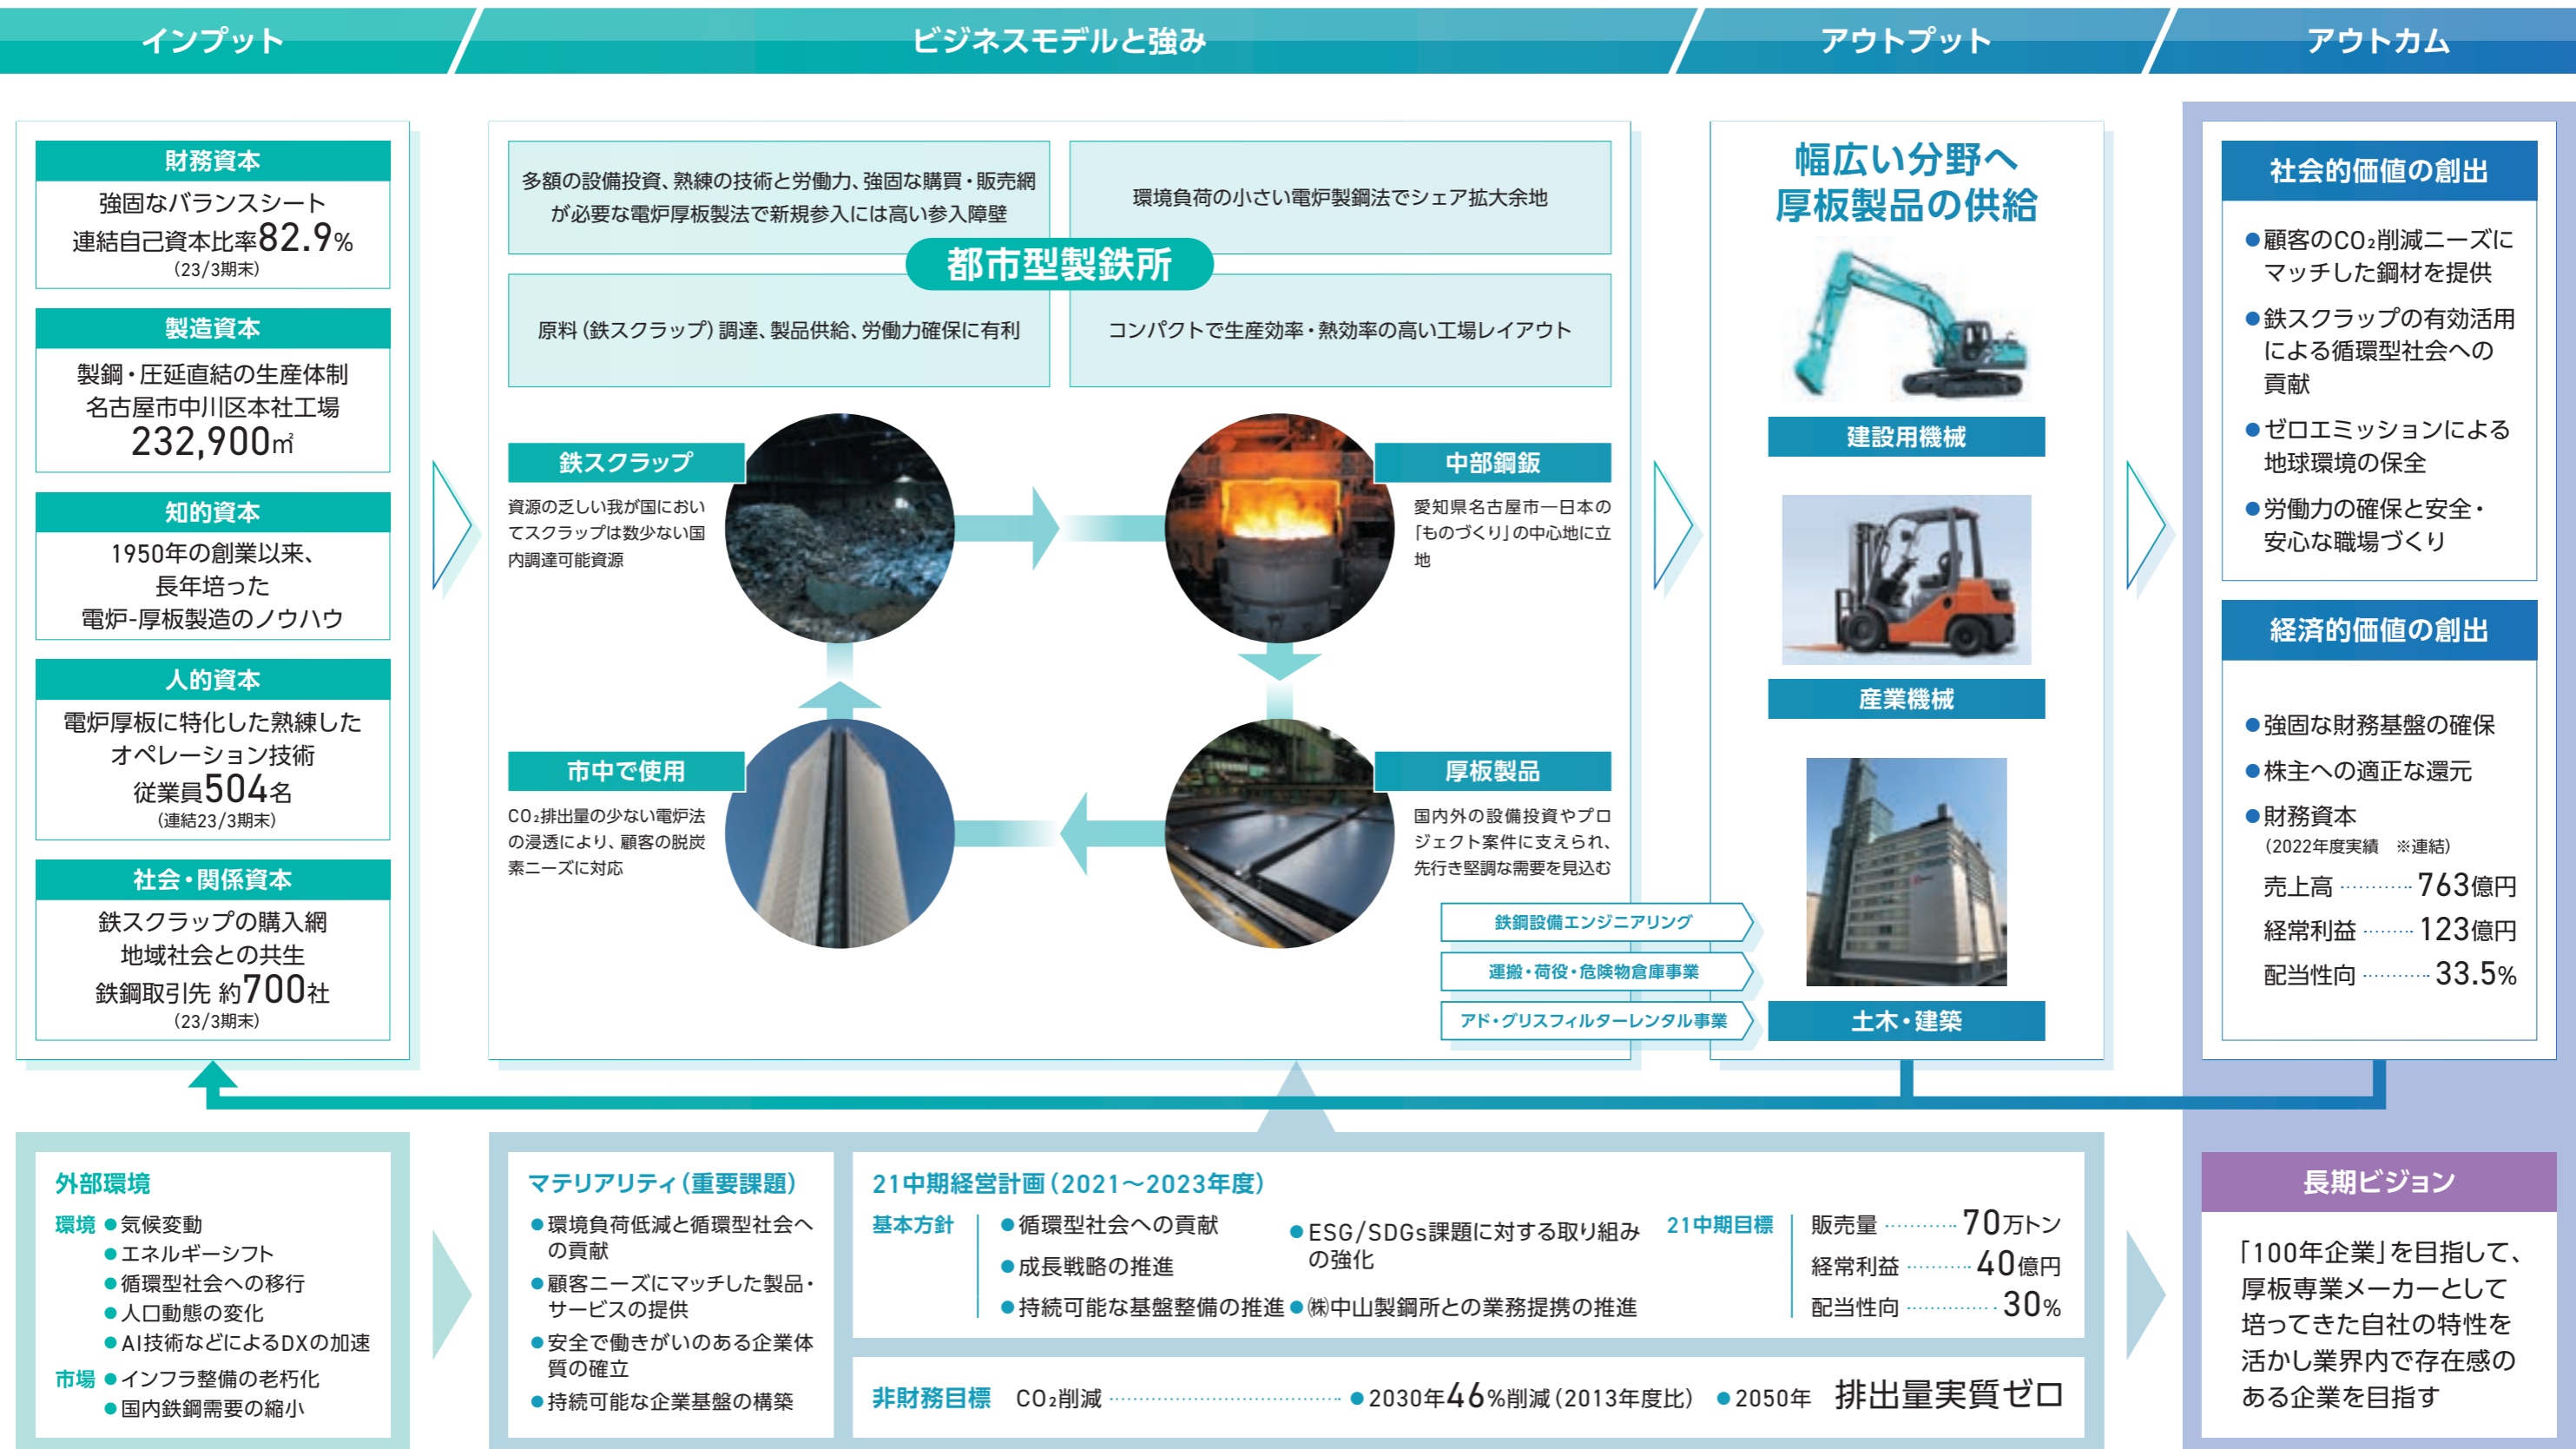 インプット
ビジネスモデルと強み
アウトプット
アウトカム
財務資本
強固なバランスシート
連結自己資本比率82.9%
（23/3期末）
製造資本
製鋼・圧延直結の生産体制
名古屋市中川区本社工場
232,900㎡
知的資本
1950年の創業以来、
長年培った
電炉-厚板製造のノウハウ
人的資本
電炉厚板に特化した熟練した
オペレーション技術
従業員504名
（連結23/3期末）
社会・関係資本
鉄スクラップの購入網
地域社会との共生
鉄鋼取引先 約700社
（23/3期末）
多額の設備投資、熟練の技術と労働力、強固な購買・販売網
が必要な電炉厚板製法で新規参入には高い参入障壁
環境負荷の小さい電炉製鋼法でシェア拡大余地
都市型製鉄所
原料（鉄スクラップ）調達、製品供給、労働力確保に有利
コンパクトで生産効率・熱効率の高い工場レイアウト
鉄スクラップ
資源の乏しい我が国におい
てスクラップは数少ない国
内調達可能資源
中部鋼鈑
愛知県名古屋市―日本の
「ものづくり」の中心地に立
地
市中で使用
CO₂排出量の少ない電炉法
の浸透により、顧客の脱炭
素ニーズに対応
厚板製品
国内外の設備投資やプロ
ジェクト案件に支えられ、
先行き堅調な需要を見込む
鉄鋼設備エンジニアリング
運搬・荷役・危険物倉庫事業
アド・グリスフィルターレンタル事業
幅広い分野へ
厚板製品の供給
建設用機械
産業機械
土木・建築
社会的価値の創出
●顧客のCO₂削減ニーズに
マッチした鋼材を提供
●鉄スクラップの有効活用
による循環型社会への
貢献
●ゼロエミッションによる
地球環境の保全
●労働力の確保と安全・
安心な職場づくり
経済的価値の創出
●強固な財務基盤の確保
●株主への適正な還元
●財務資本
（2022年度実績　※連結）
売上高 ………… 763億円
経常利益 ……… 123億円
配当性向 ………… 33.5%
外部環境
環境 ●気候変動
●エネルギーシフト
●循環型社会への移行
●人口動態の変化
●AI技術などによるDXの加速
市場 ●インフラ整備の老朽化
●国内鉄鋼需要の縮小
マテリアリティ（重要課題）
●環境負荷低減と循環型社会へ
の貢献
●顧客ニーズにマッチした製品・
サービスの提供
●安全で働きがいのある企業体
質の確立
●持続可能な企業基盤の構築
21中期経営計画（2021〜2023年度）
基本方針
●循環型社会への貢献
●成長戦略の推進
●持続可能な基盤整備の推進
●ESG/SDGs課題に対する取り組み
の強化
●㈱中山製鋼所との業務提携の推進
21中期目標
販売量 ………… 70万トン
経常利益 ………… 40億円
配当性向 ………… 30%
非財務目標 CO₂削減 ………… ●2030年46%削減（2013年度比） ●2050年 排出量実質ゼロ
長期ビジョン
「100年企業」を目指して、
厚板専業メーカーとして
培ってきた自社の特性を
活かし業界内で存在感の
ある企業を目指す